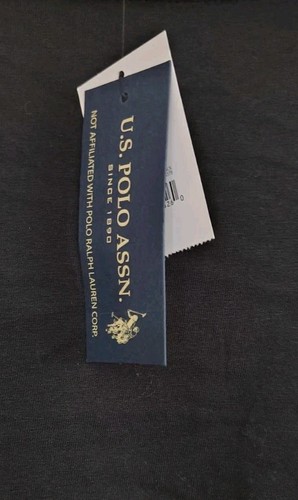 U.S. POLO ASSN.
SINCE 1890
NOT AFFILIATED WITH POLO RALPH LAUREN CORP.